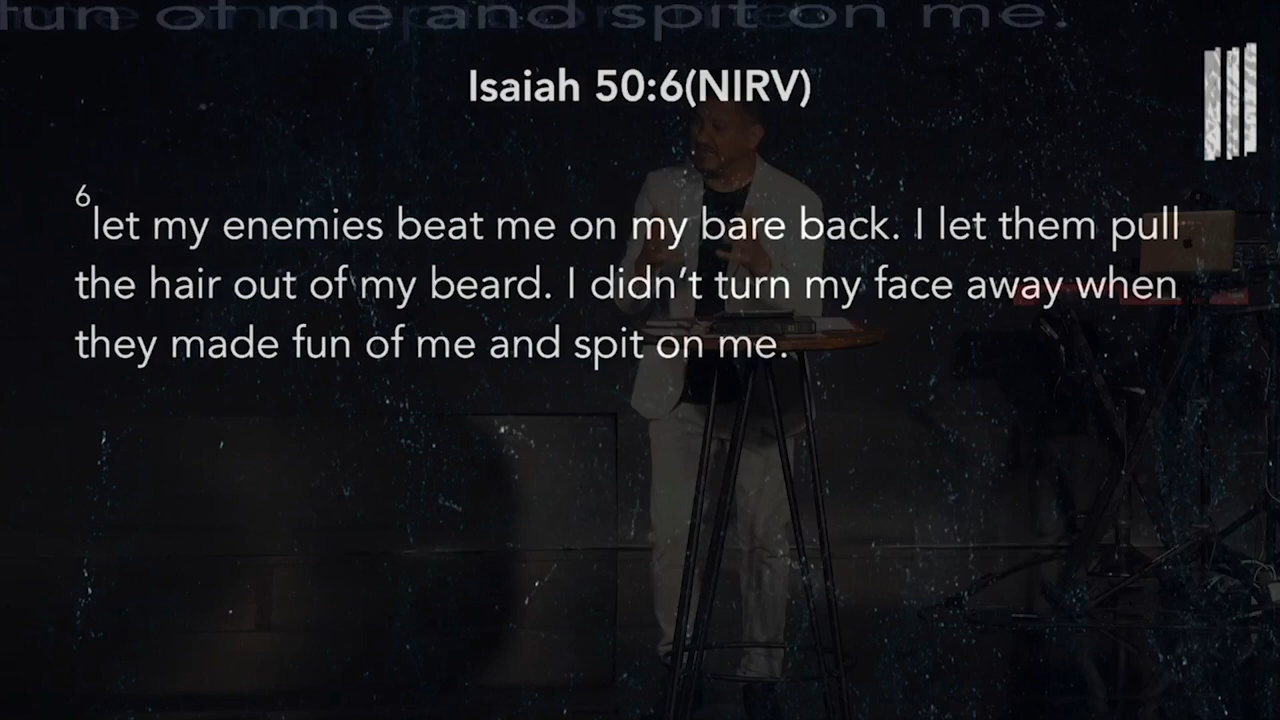 fun of me and spit on me.
Isaiah 50:6(NIRV)
6let my enemies beat me on my bare back. I let them pull
the hair out of my beard. I didn’t turn my face away when
they made fun of me and spit on me.